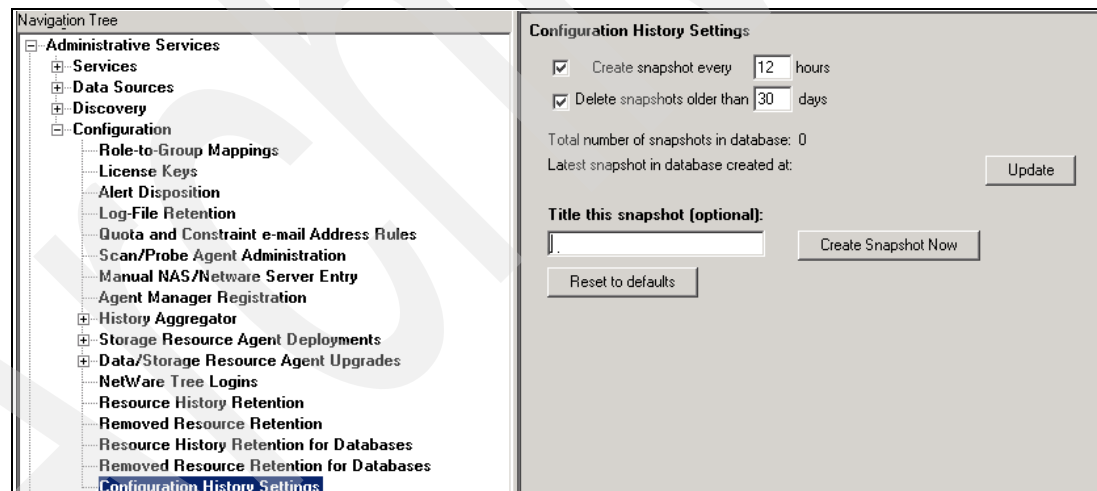 Navigation Tree
Administrative Services
Services
Data Sources
Discovery
Configuration
Role-to-Group Mappings
License Keys
Alert Disposition
Log-File Retention
Quota and Constraint e-mail Address Rules
Scan/Probe Agent Administration
Manual NAS/Netware Server Entry
Agent Manager Registration
History Aggregator
Storage Resource Agent Deployments
Data/Storage Resource Agent Upgrades
NetWare Tree Logins
Resource History Retention
Removed Resource Retention
Resource History Retention for Databases
Removed Resource Retention for Databases
Configuration History Settings
Configuration History Settings
Create snapshot every 12 hours
Delete snapshots older than 30 days
Total number of snapshots in database: 0
Latest snapshot in database created at:
Update
Title this snapshot (optional):
Create Snapshot Now
Reset to defaults